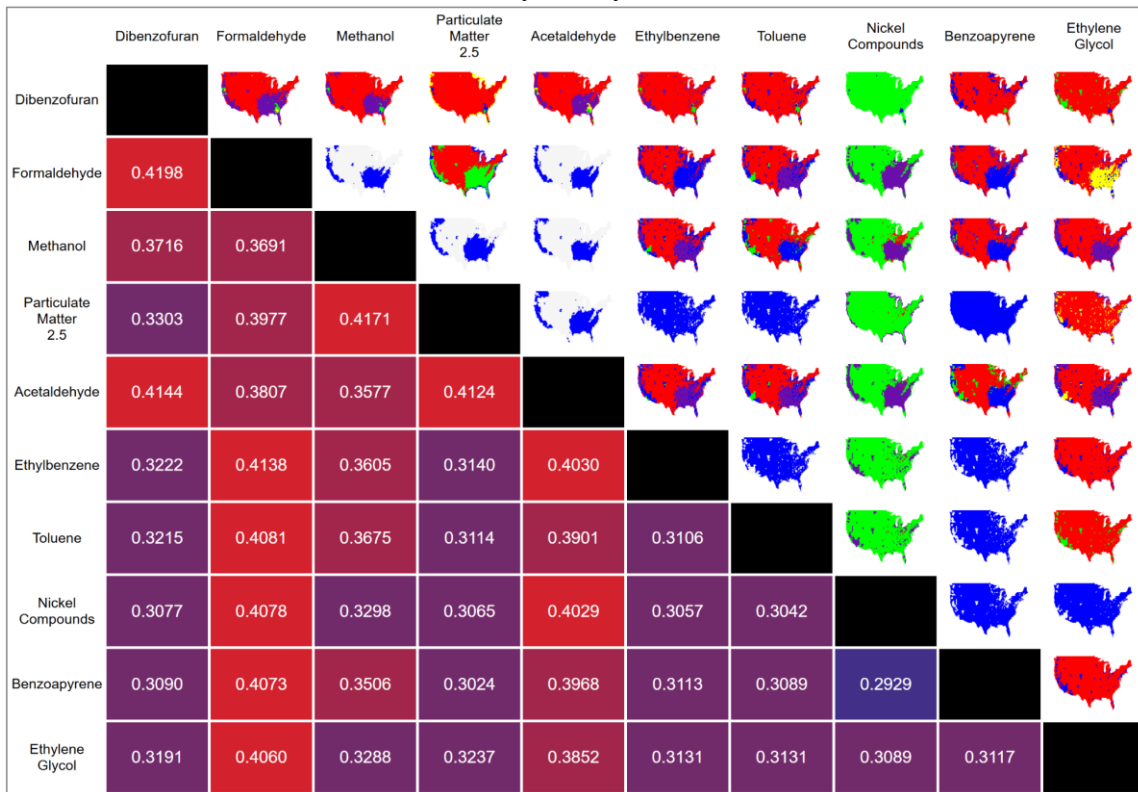 Dibenzofuran Formaldehyde Methanol Particulate Matter 2.5 Acetaldehyde Ethylbenzene Toluene Nickel Compounds Benzoapyrene Ethylene Glycol
Dibenzofuran
Formaldehyde 0.4198
Methanol 0.3716 0.3691
Particulate Matter 2.5 0.3303 0.3977 0.4171
Acetaldehyde 0.4144 0.3807 0.3577 0.4124
Ethylbenzene 0.3222 0.4138 0.3605 0.3140 0.4030
Toluene 0.3215 0.4081 0.3675 0.3114 0.3901 0.3106
Nickel Compounds 0.3077 0.4078 0.3298 0.3065 0.4029 0.3057 0.3042
Benzoapyrene 0.3090 0.4073 0.3506 0.3024 0.3968 0.3113 0.3089 0.2929
Ethylene Glycol 0.3191 0.4060 0.3288 0.3237 0.3852 0.3131 0.3131 0.3089 0.3117